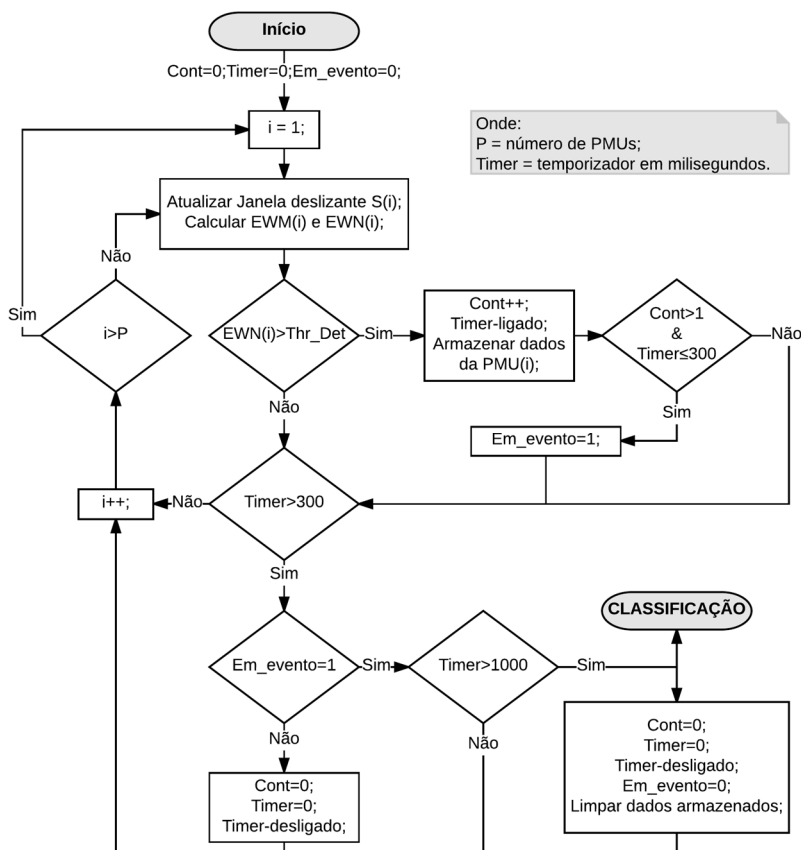 Início
Cont=0;Timer=0;Em_evento=0;
i = 1;
Onde:
P = número de PMUs;
Timer = temporizador em milisegundos.
Atualizar Janela deslizante S(i);
Calcular EWM(i) e EWN(i);
Não
Sim
i>P
EWN(i)>Thr_Det
Sim
Cont++;
Timer-ligado;
Armazenar dados
da PMU(i);
Cont>1
&
Timer≤300
Não
Não
Sim
Em_evento=1;
i++;
Não
Timer>300
Sim
CLASSIFICAÇÃO
Em_evento=1
Sim
Timer>1000
Sim
Não
Não
Cont=0;
Timer=0;
Timer-desligado;
Cont=0;
Timer=0;
Timer-desligado;
Em_evento=0;
Limpar dados armazenados;